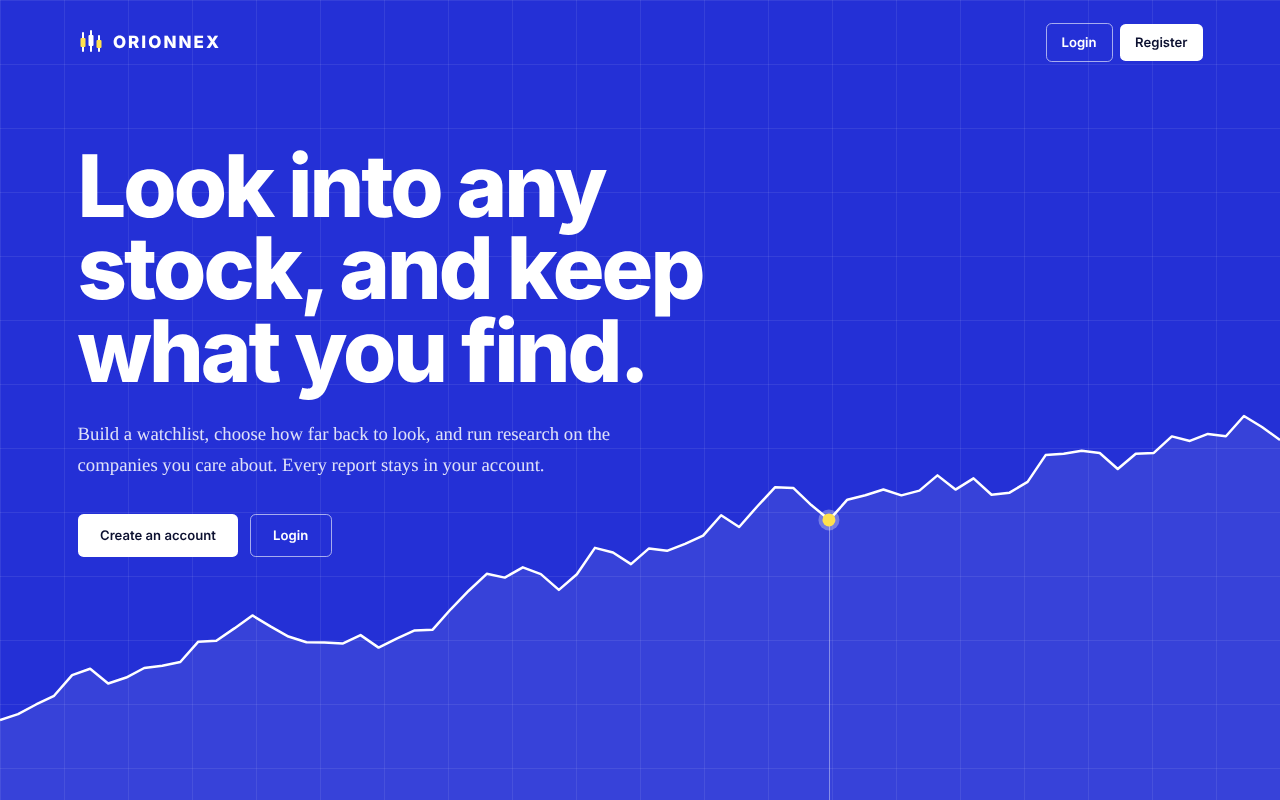 ORIONNEX
Login
Register
Look into any
stock, and keep
what you find.
Build a watchlist, choose how far back to look, and run research on the
companies you care about. Every report stays in your account.
Create an account
Login